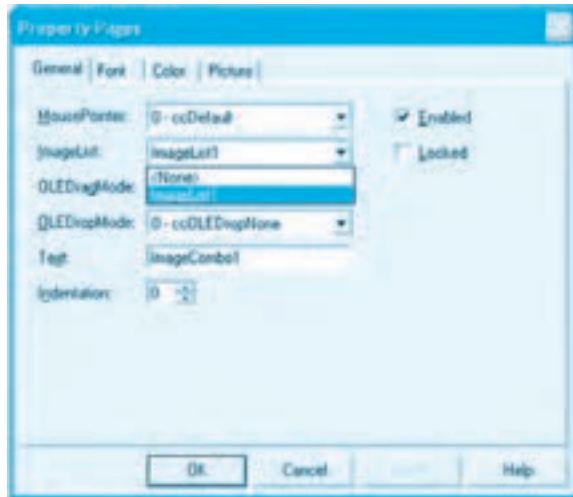 Property Pages
General Font Color Picture
MousePointer: 0 - ccDefault
Enabled
ImageList: ImageList1
Locked
<None>
ImageList1
OLEDragMode:
OLEDropMode: 0 - ccOLEDropNone
Text: ImageCombo1
Indentation: 0
OK Cancel Help